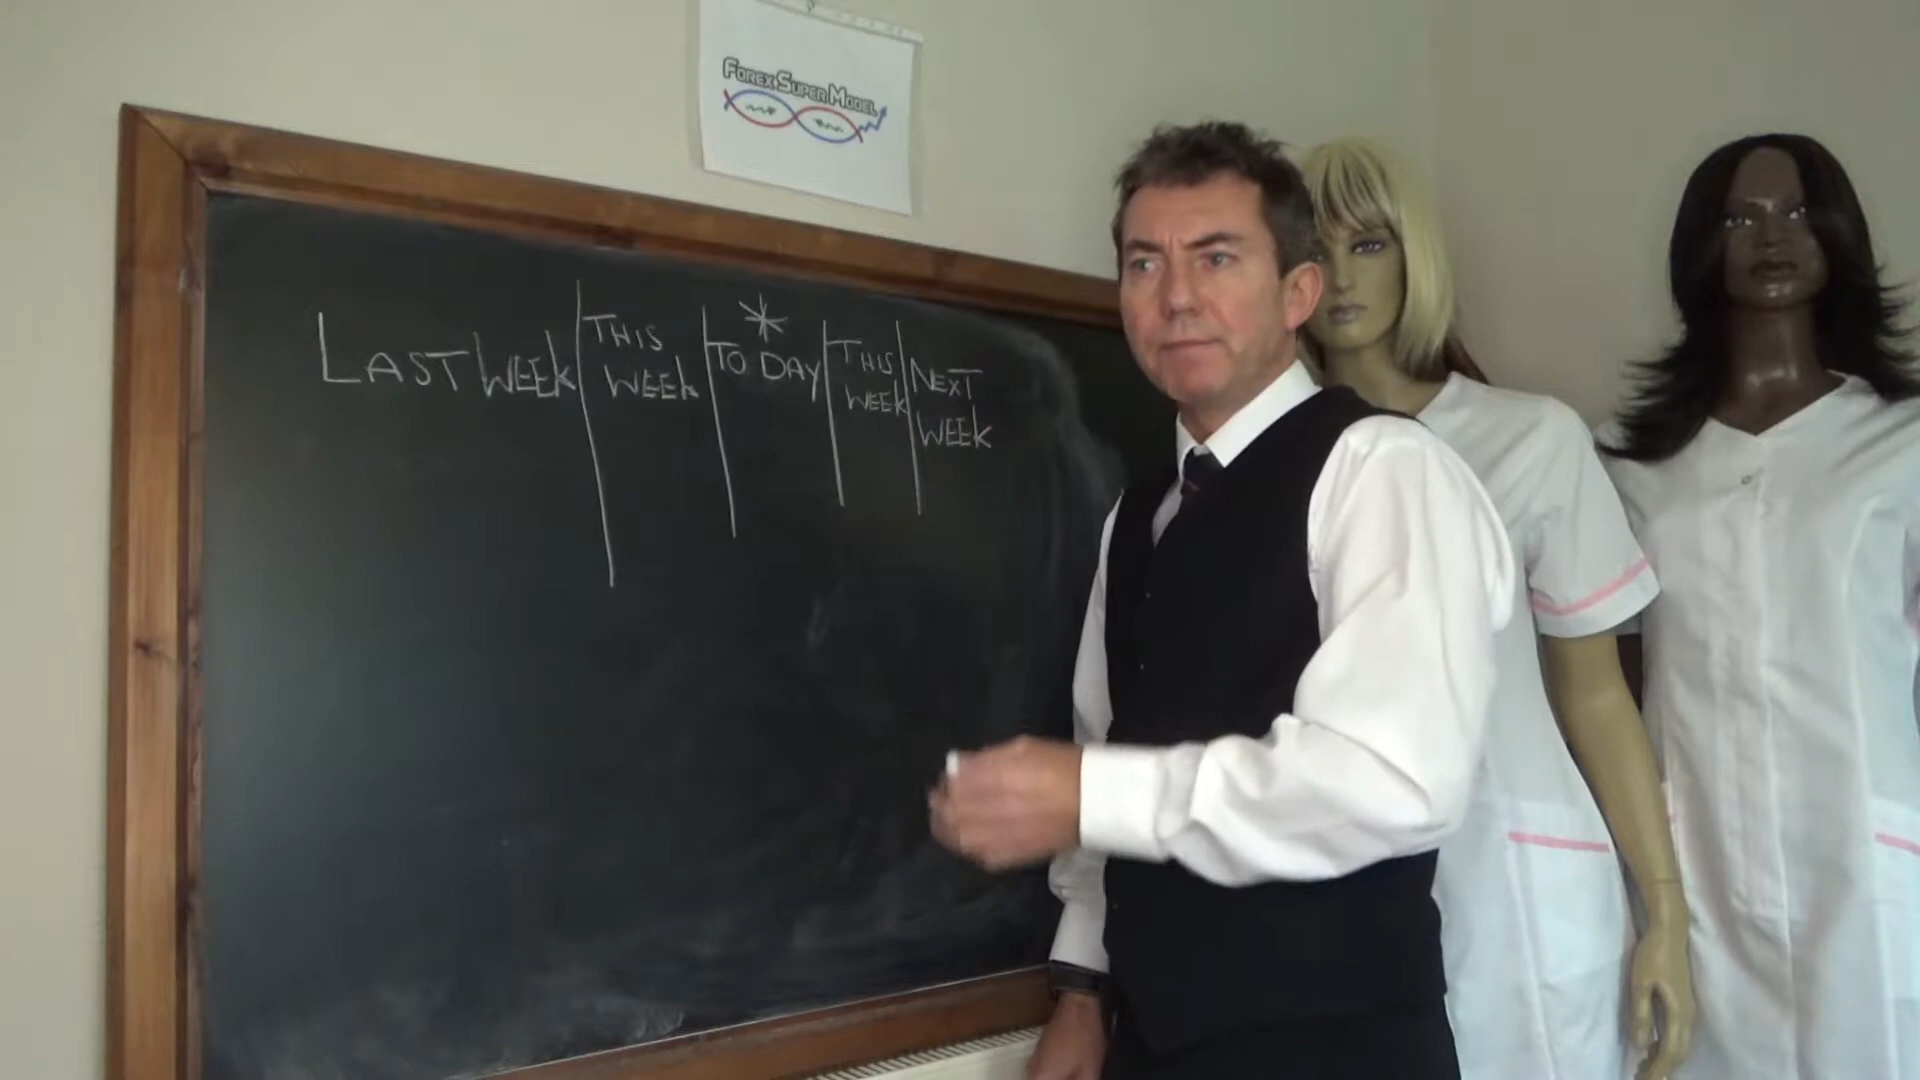 FOREX SUPER MODEL
LAST WEEK
THIS
WEEK
*
TO DAY
THIS
WEEK
NEXT
WEEK